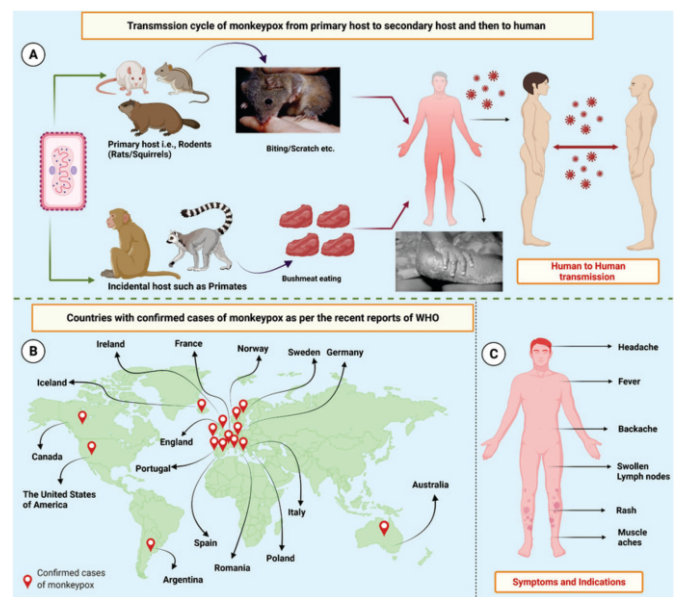 Transmssion cycle of monkeypox from primary host to secondary host and then to human
A
Primary host i.e., Rodents
(Rats/Squirrels)
Biting/Scratch etc.
Incidental host such as Primates
Bushmeat eating
Human to Human
transmission
Countries with confirmed cases of monkeypox as per the recent reports of WHO
B
Ireland
France
Norway
Sweden
Germany
Iceland
England
Canada
Portugal
The United States
of America
Australia
Italy
Spain
Poland
Romania
Argentina
Confirmed cases
of monkeypox
C
Headache
Fever
Backache
Swollen
Lymph nodes
Rash
Muscle
aches
Symptoms and Indications